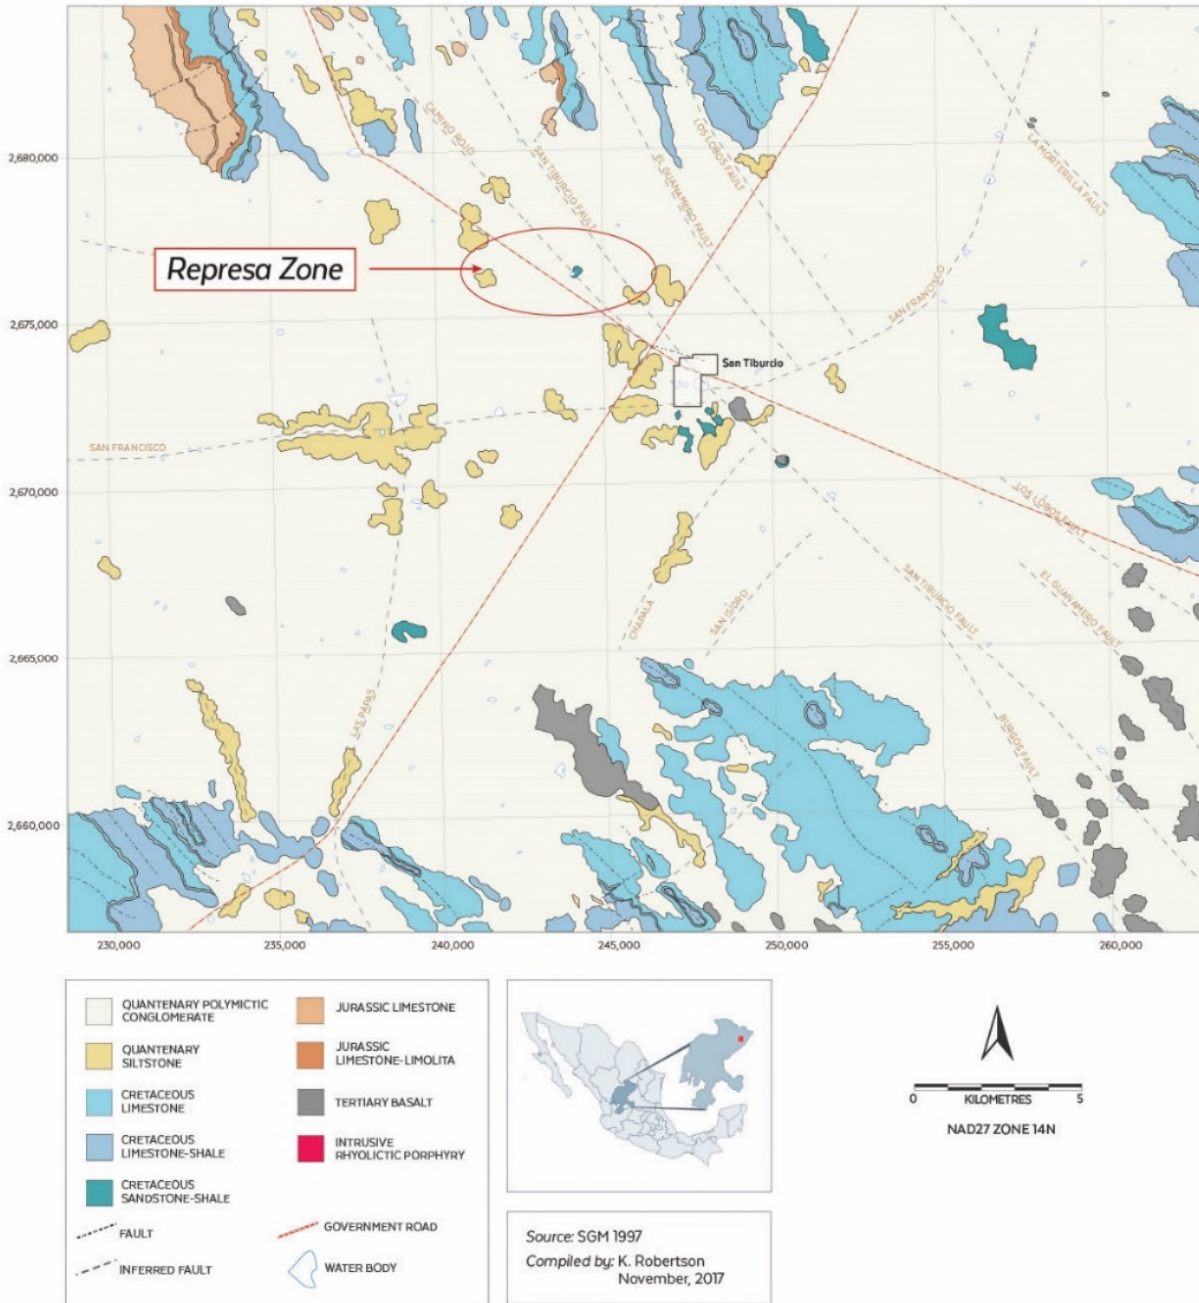 CAMINO ROJO
SAN TIBURCIO FAULT
EL GUANAMERO FAULT
LOS LOBOS FAULT
LA MORTERILLA FAULT
2,680,000
Represa Zone
SAN FRANCISCO
2,675,000
San Tiburcio
SAN FRANCISCO
2,670,000
LOS LOBOS FAULT
SAN TIBURCIO FAULT
EL GUANAMERO FAULT
CHAPALA
SAN ISIDRO
2,665,000
LAS PAPAS
BURGOS FAULT
2,660,000
230,000
235,000
240,000
245,000
250,000
255,000
260,000
QUANTENARY POLYMICTIC
CONGLOMERATE
QUANTENARY
SILTSTONE
CRETACEOUS
LIMESTONE
CRETACEOUS
LIMESTONE-SHALE
CRETACEOUS
SANDSTONE-SHALE
FAULT
INFERRED FAULT
JURASSIC LIMESTONE
JURASSIC
LIMESTONE-LIMOLITA
TERTIARY BASALT
INTRUSIVE
RHYOLICTIC PORPHYRY
GOVERNMENT ROAD
WATER BODY
Source: SGM 1997
Compiled by: K. Robertson
November, 2017
0 KILOMETRES 5
NAD27 ZONE 14N